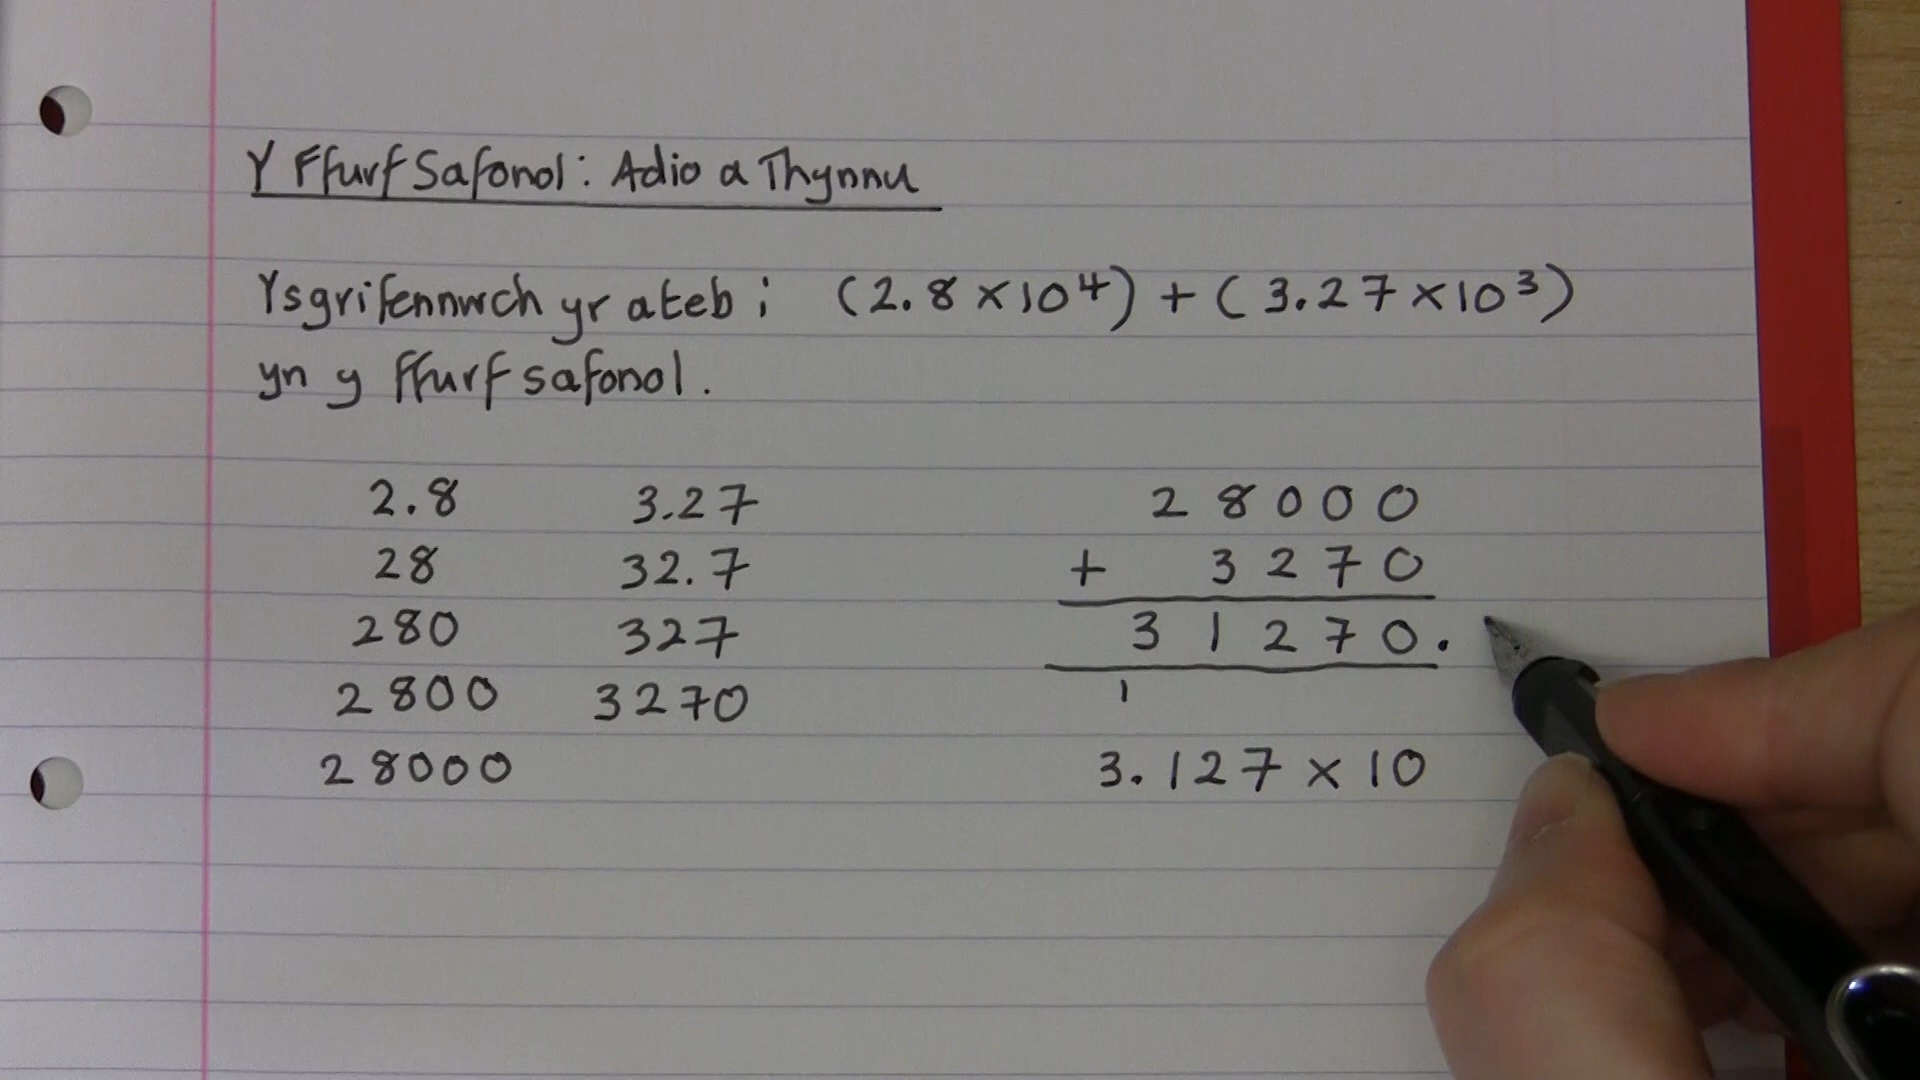 Y Ffurf Safonol: Adio a Thynnu
Ysgrifennwch yr ateb i (2.8 × 10⁴) + (3.27 × 10³)
yn y ffurf safonol.
2.8 3.27
28 32.7
280 327
2800 3270
28000
28000
+ 3270
31270.
1
3.127 × 10